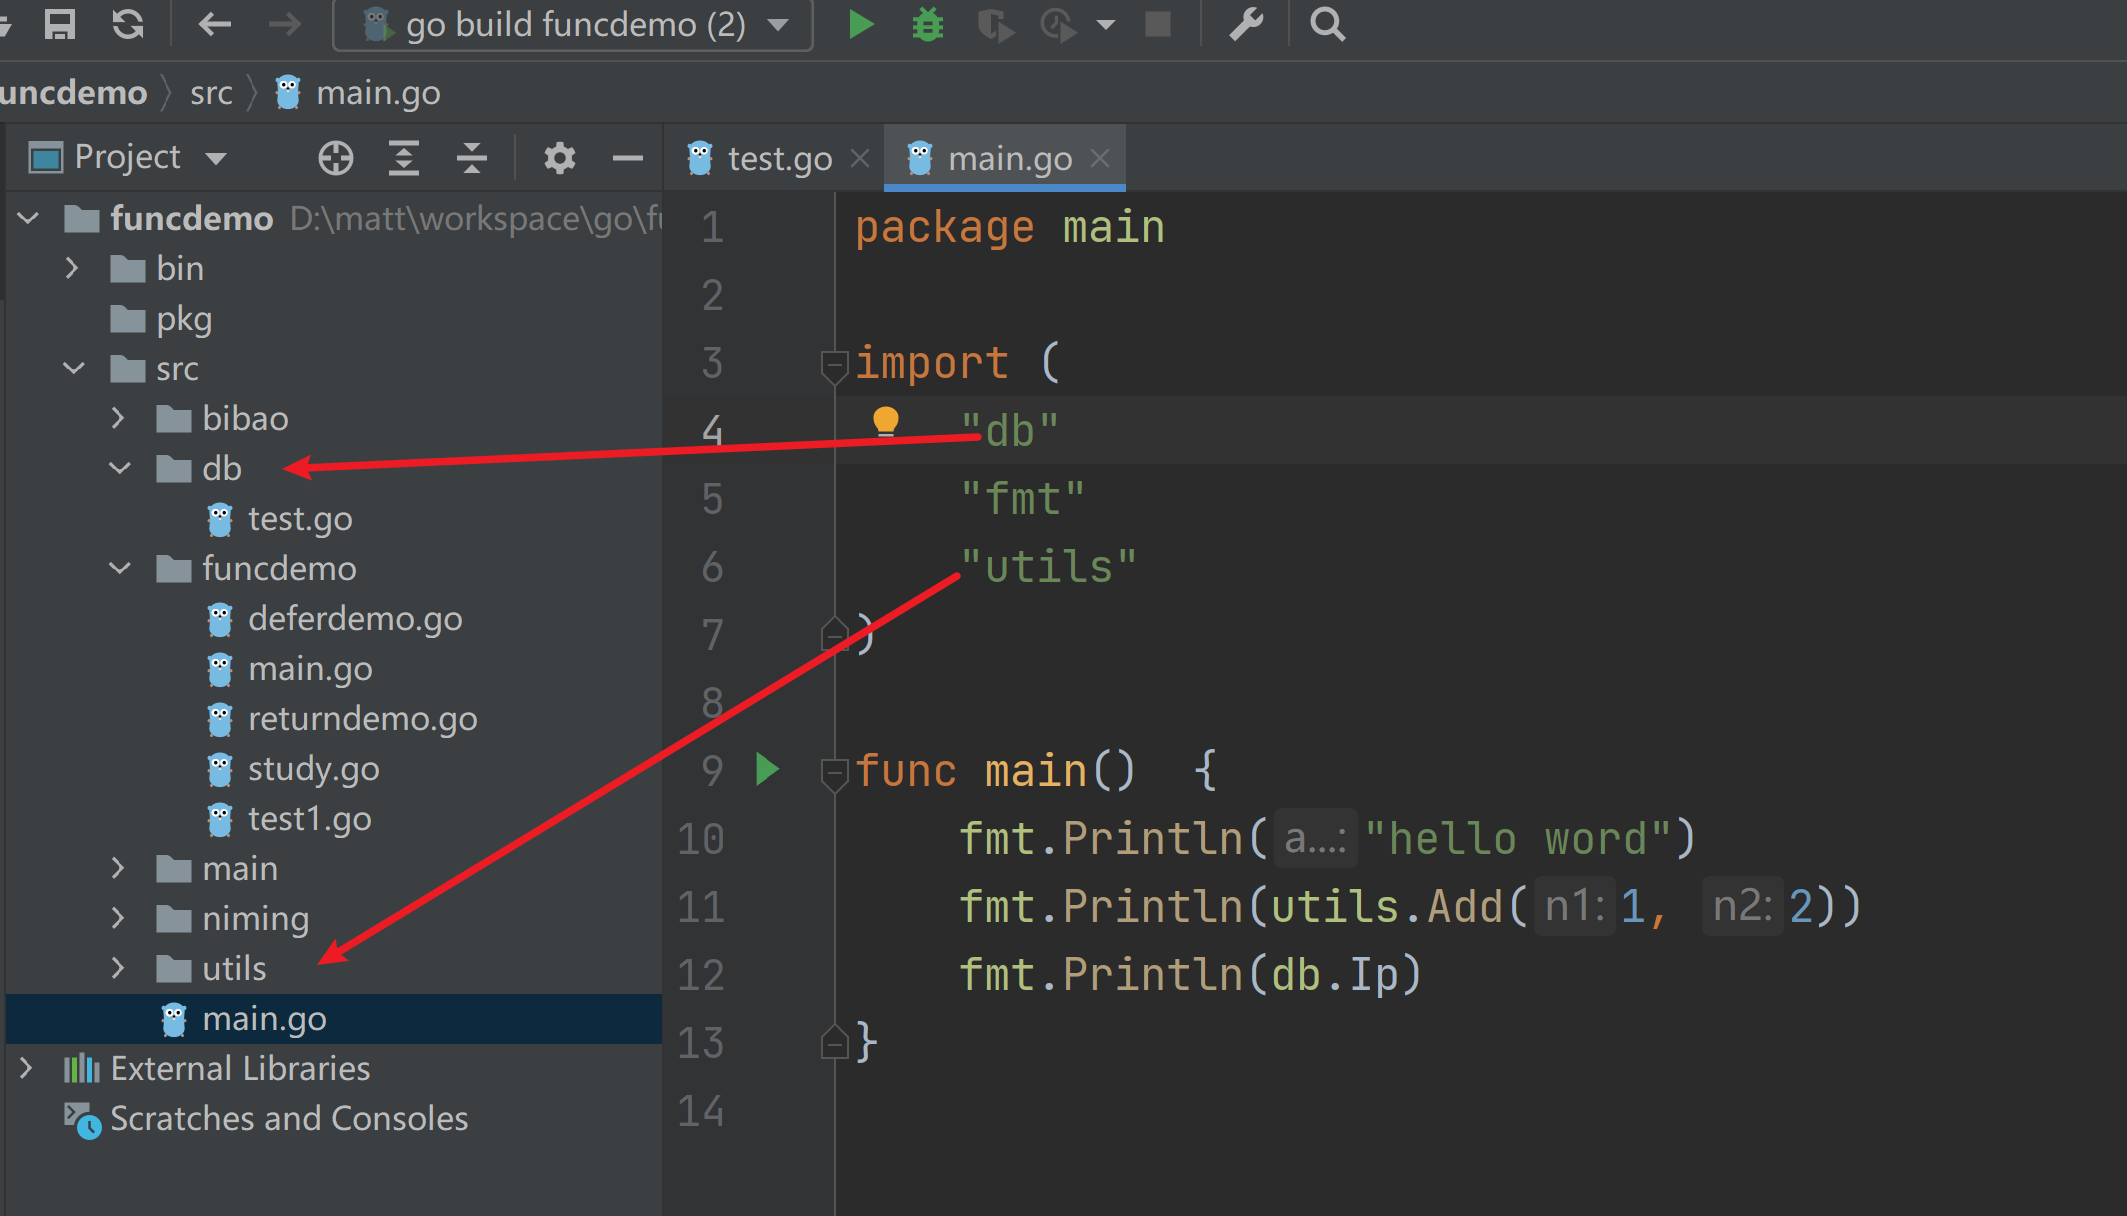 go build funcdemo (2)
uncdemo src main.go
Project
test.go main.go
funcdemo D:\matt\workspace\go\fu
bin
pkg
src
bibao
db
test.go
funcdemo
deferdemo.go
main.go
returndemo.go
study.go
test1.go
main
niming
utils
main.go
External Libraries
Scratches and Consoles
1 package main
2
3 import (
4 "db"
5 "fmt"
6 "utils"
7 )
8
9 func main()  {
10 fmt.Println( a...: "hello word")
11 fmt.Println(utils.Add( n1: 1, n2: 2))
12 fmt.Println(db.Ip)
13 }
14